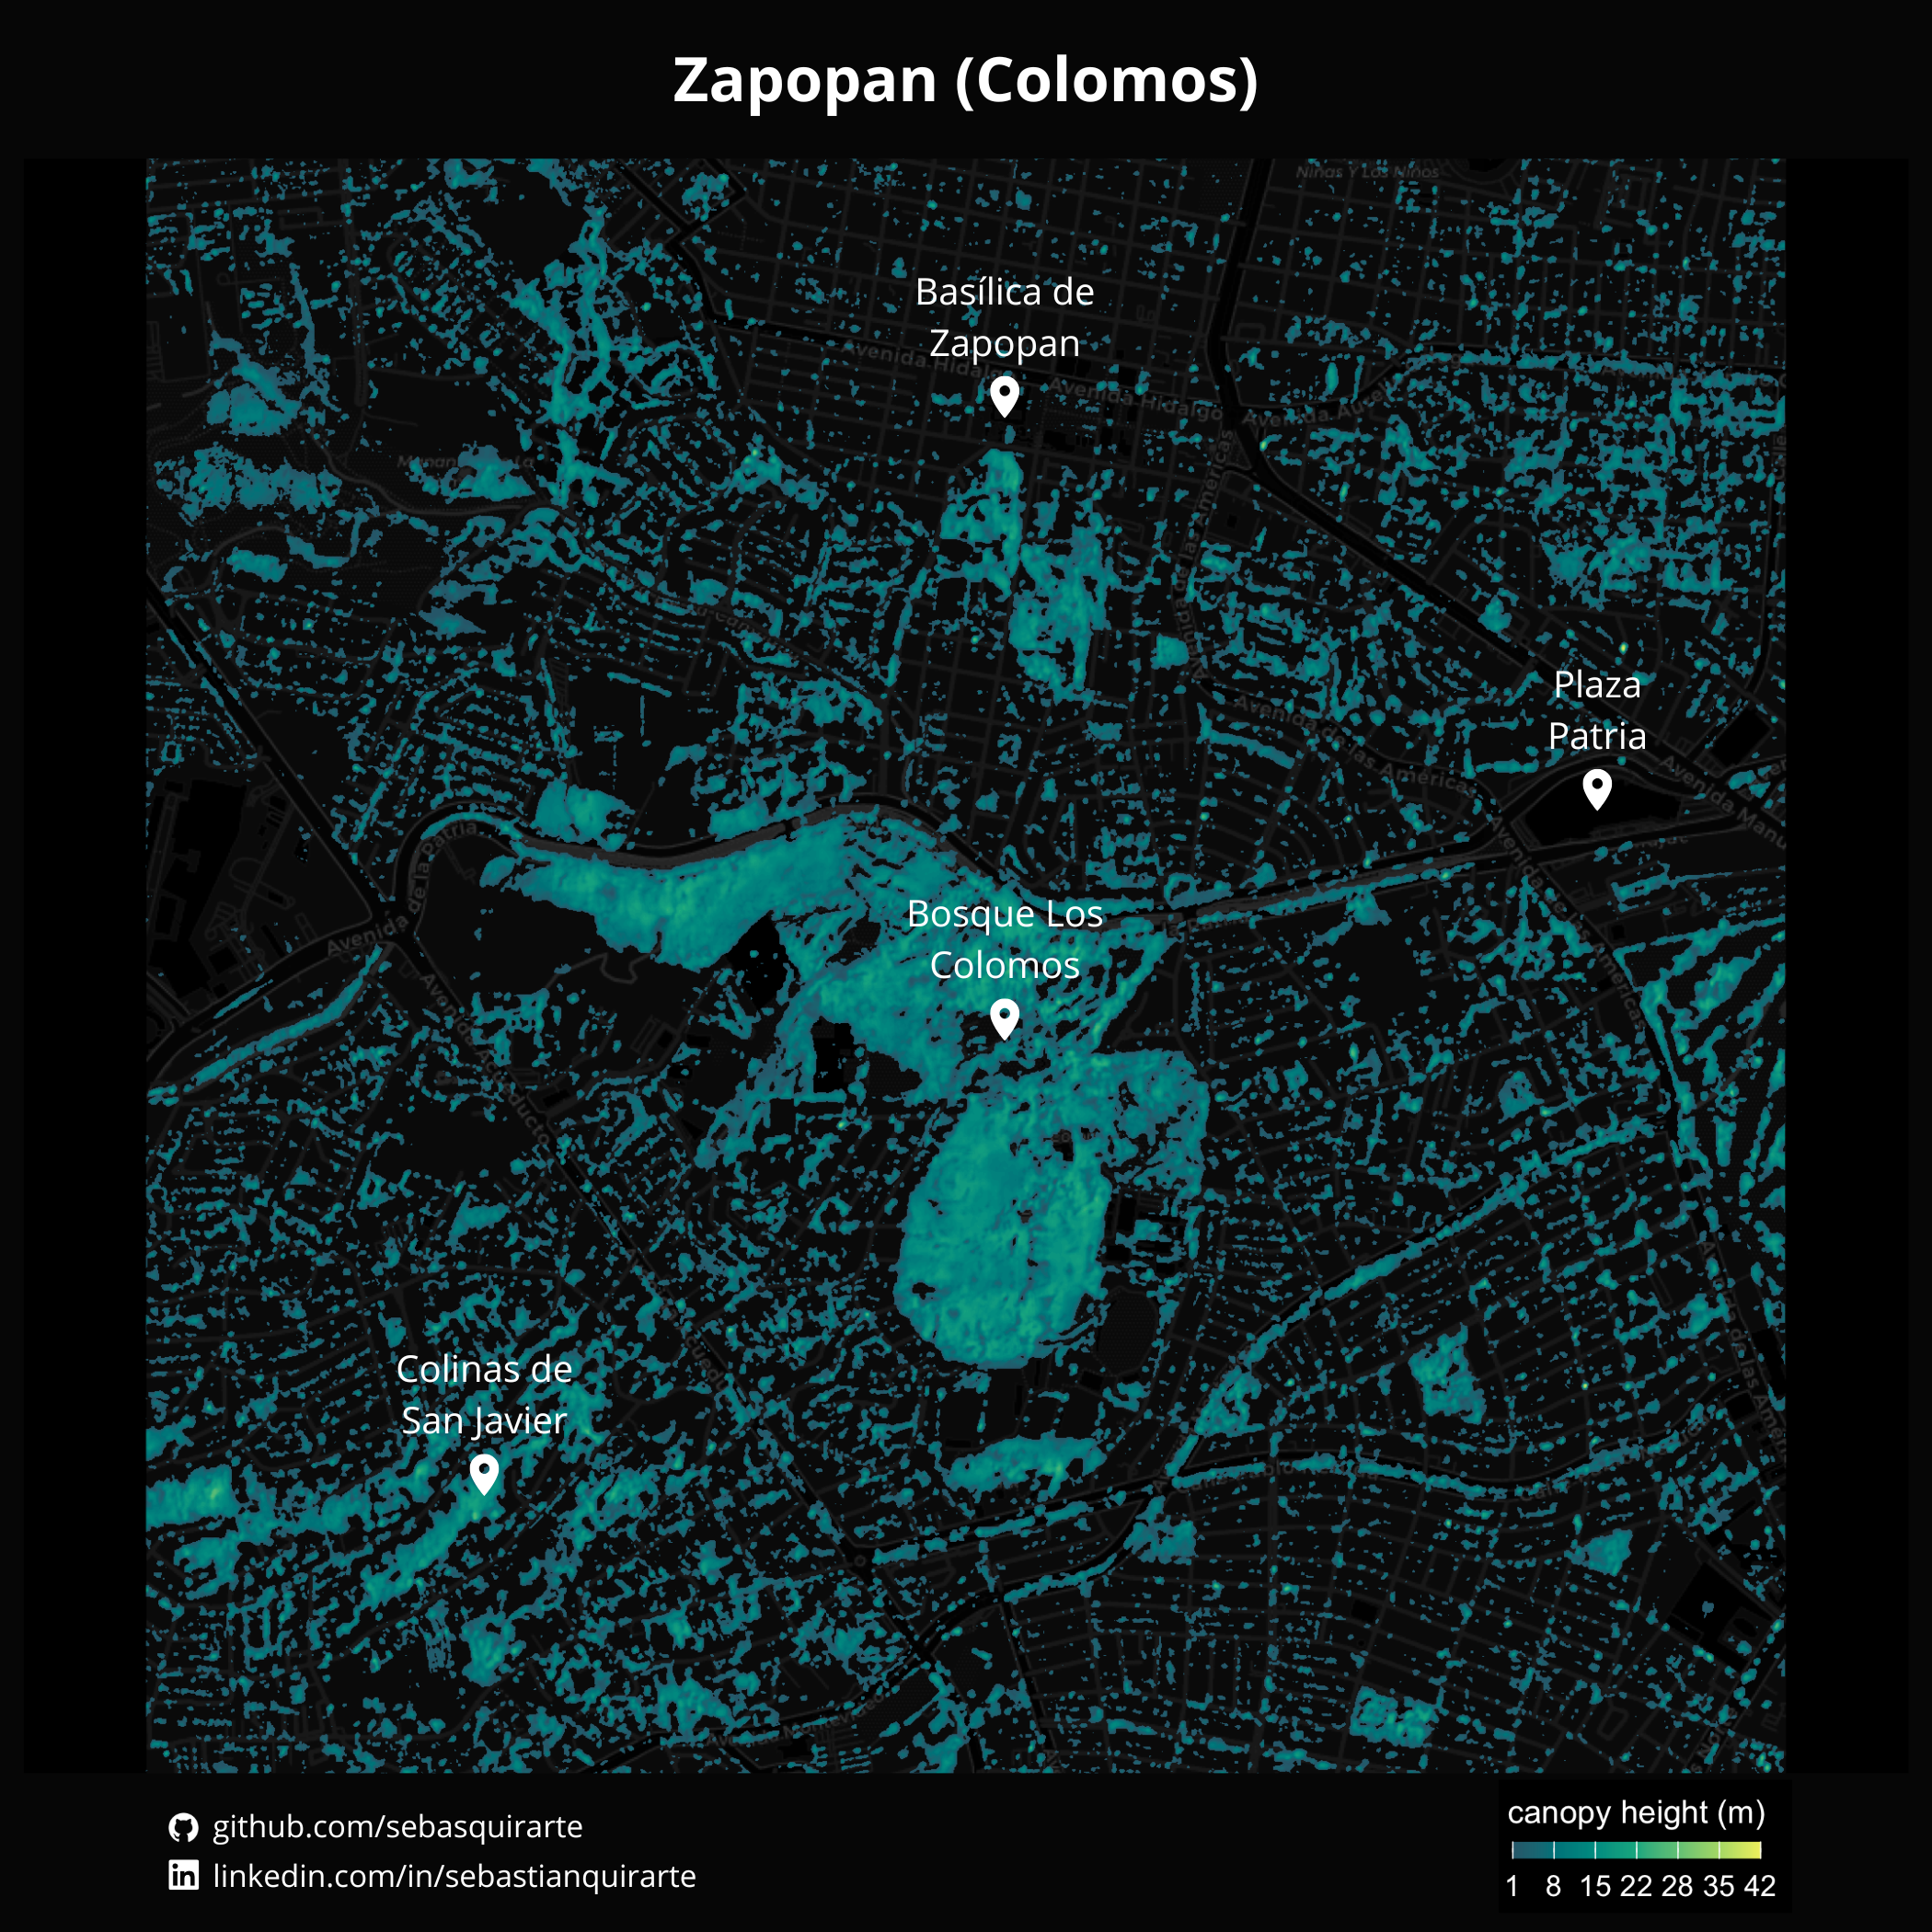 Zapopan (Colomos)
Niñas Y Los Niños
Basílica de
Zapopan
Avenida Hidalgo
Avenida Hidalgo
Plaza
Patria
Avenida de las Américas
Avenida de la Patria
Bosque Los
Colomos
Avenida
Avenida de las Américas
Avenida Acueducto
Colinas de
San Javier
Avenida Montevideo
github.com/sebasquirarte
linkedin.com/in/sebastianquirarte
canopy height (m)
1 8 15 22 28 35 42